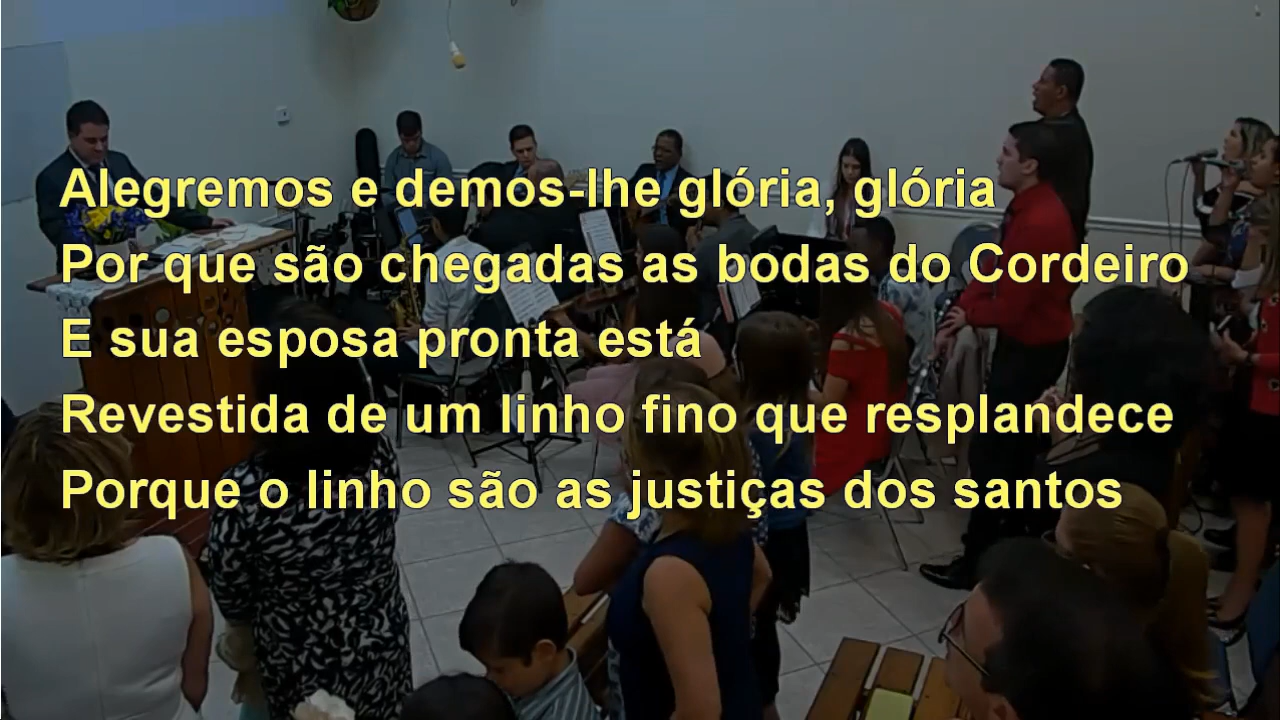 Alegremos e demos-lhe glória, glória
Por que são chegadas as bodas do Cordeiro
E sua esposa pronta está
Revestida de um linho fino que resplandece
Porque o linho são as justiças dos santos